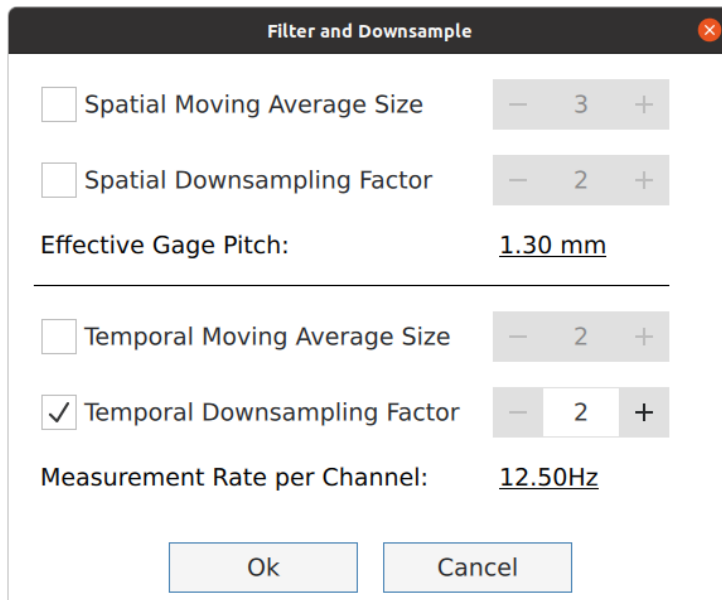 Filter and Downsample
Spatial Moving Average Size − 3 +
Spatial Downsampling Factor − 2 +
Effective Gage Pitch: 1.30 mm
Temporal Moving Average Size − 2 +
Temporal Downsampling Factor − 2 +
Measurement Rate per Channel: 12.50Hz
Ok Cancel